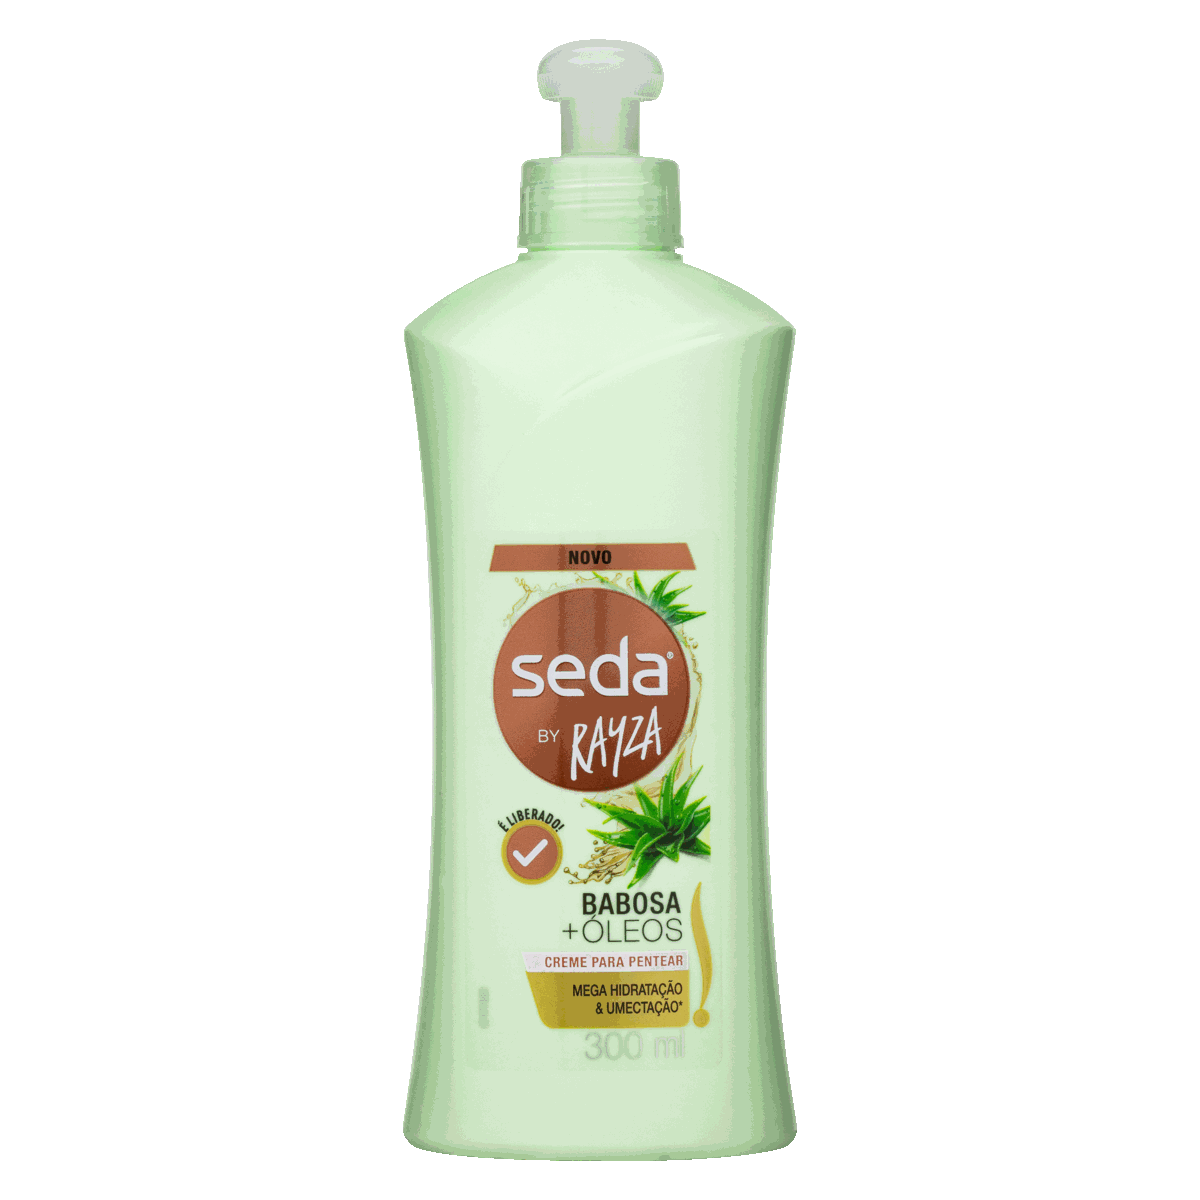 NOVO
seda®
BY RAYZA
É LIBERADO!
BABOSA
+ÓLEOS
CREME PARA PENTEAR
MEGA HIDRATAÇÃO
& UMECTAÇÃO*
300 ml